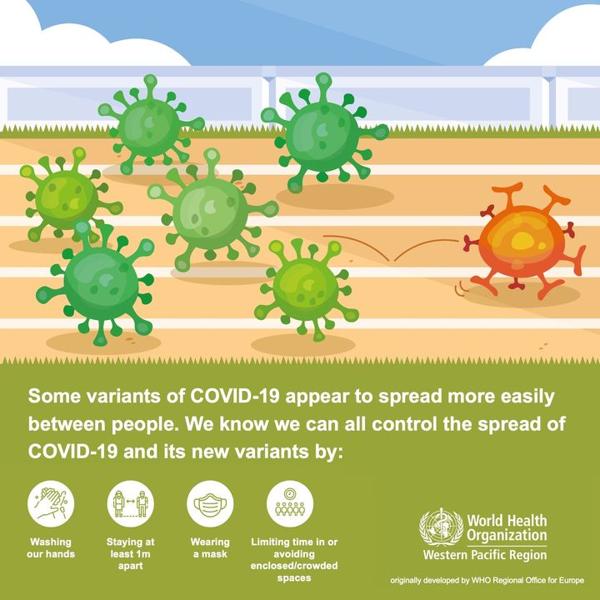 Some variants of COVID-19 appear to spread more easily
between people. We know we can all control the spread of
COVID-19 and its new variants by:
Washing
our hands
Staying at
least 1m
apart
Wearing
a mask
Limiting time in or
avoiding
enclosed/crowded
spaces
World Health
Organization
Western Pacific Region
originally developed by WHO Regional Office for Europe